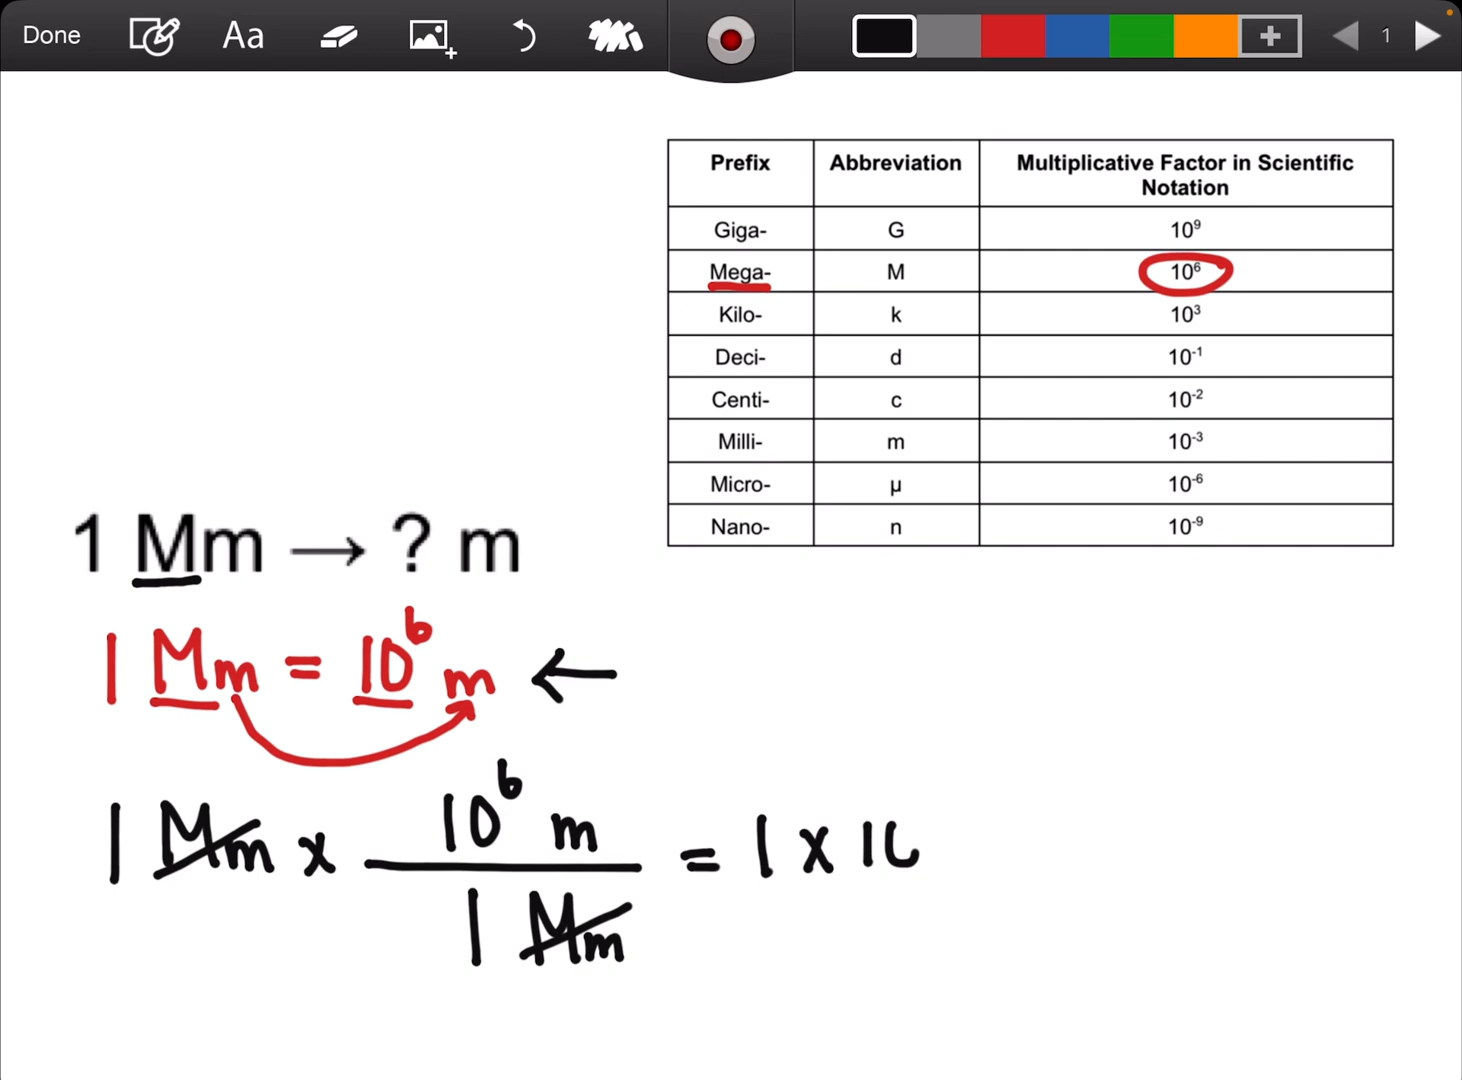 Done Aa 1
Prefix Abbreviation Multiplicative Factor in Scientific Notation
Giga- G 10⁹
Mega- M 10⁶
Kilo- k 10³
Deci- d 10⁻¹
Centi- c 10⁻²
Milli- m 10⁻³
Micro- µ 10⁻⁶
Nano- n 10⁻⁹
1 Mm → ? m
1 Mm = 10⁶ m ←
1 Mm x 10⁶ m = 1 x 1
1 Mm